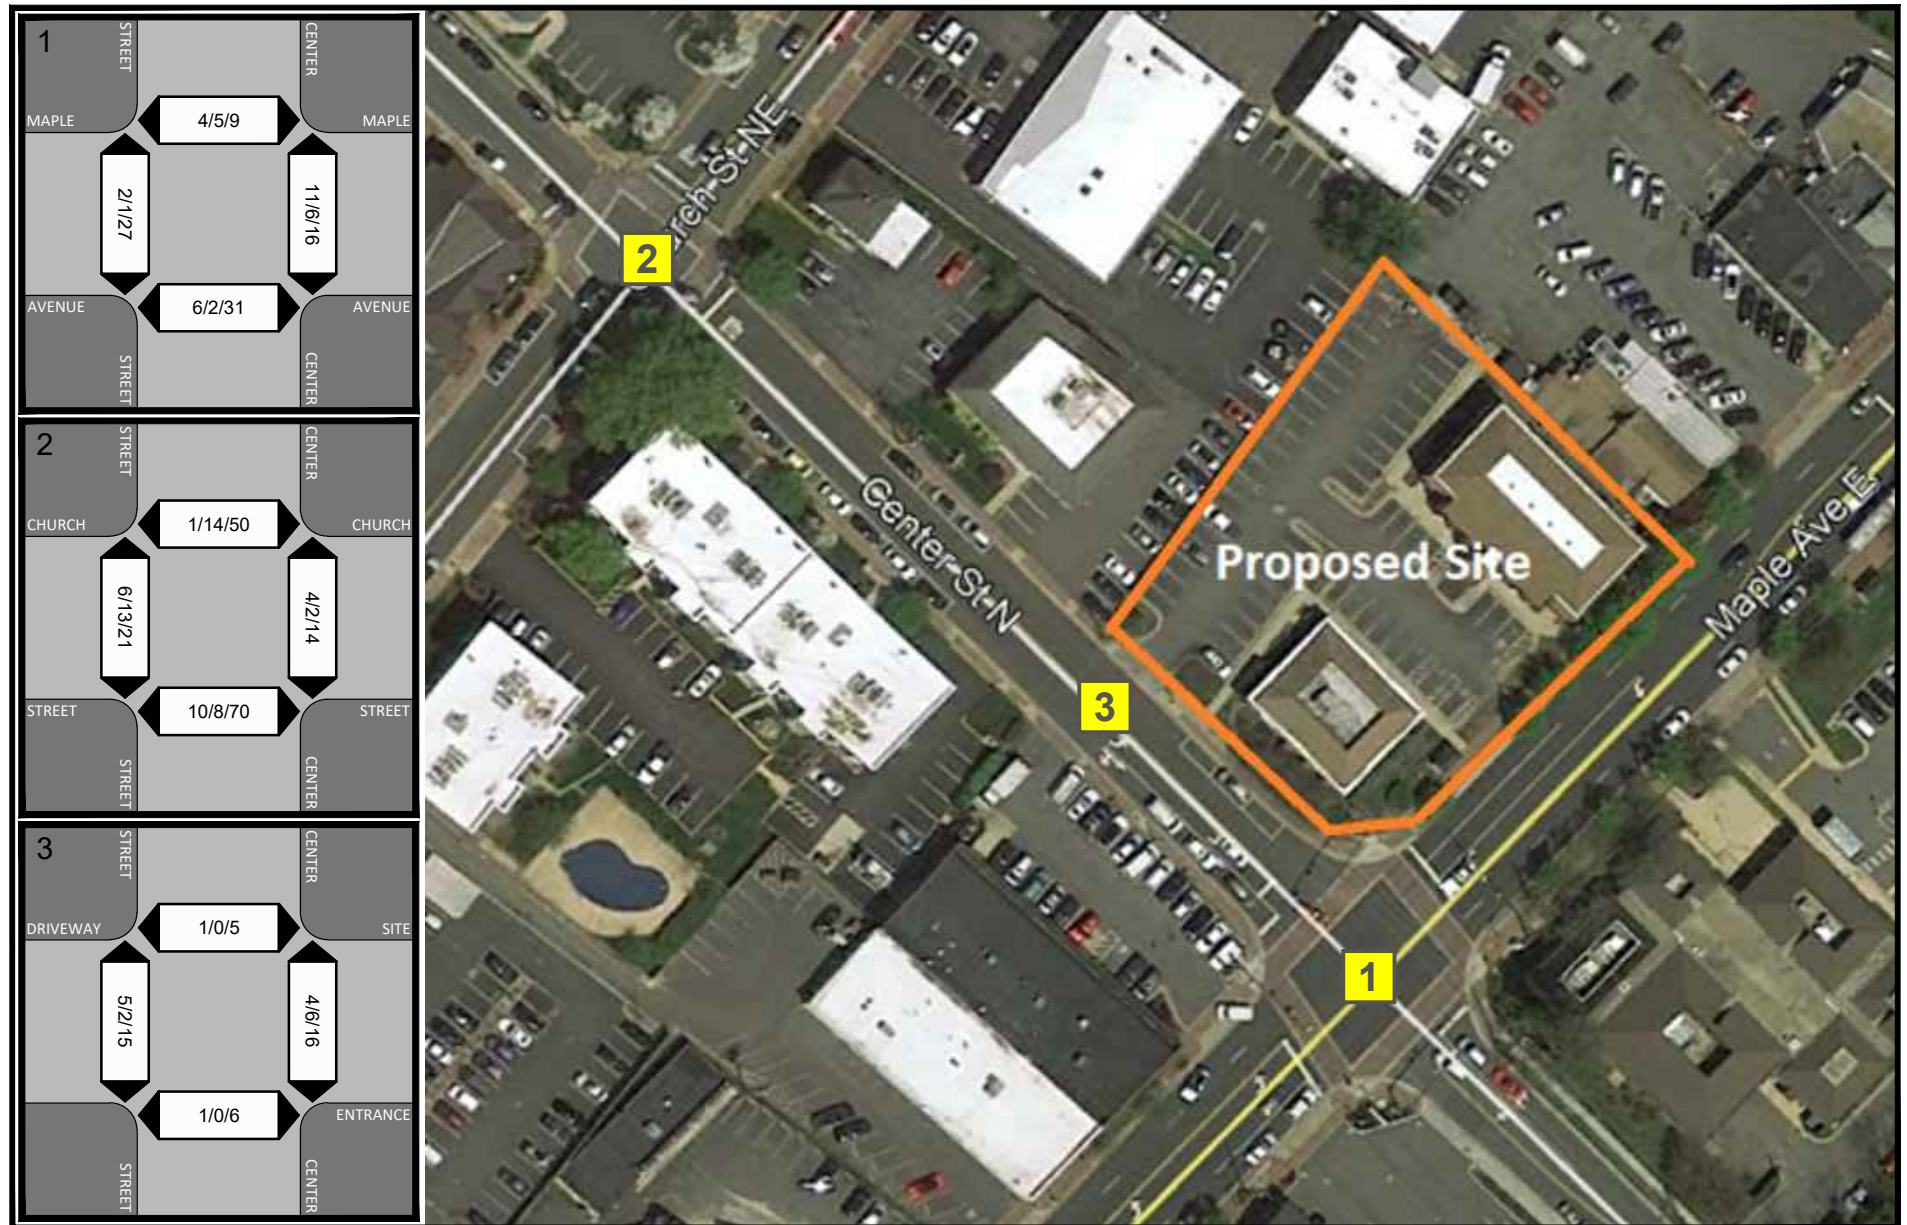 1
STREET
CENTER
MAPLE
4/5/9
MAPLE
2/1/27
11/6/16
AVENUE
6/2/31
AVENUE
STREET
CENTER
2
STREET
CENTER
CHURCH
1/14/50
CHURCH
6/13/21
4/2/14
STREET
10/8/70
STREET
STREET
CENTER
3
STREET
CENTER
DRIVEWAY
1/0/5
SITE
5/2/15
4/6/16
1/0/6
ENTRANCE
STREET
CENTER
rch St NE
2
Center St N
Proposed Site
Maple Ave E
3
1